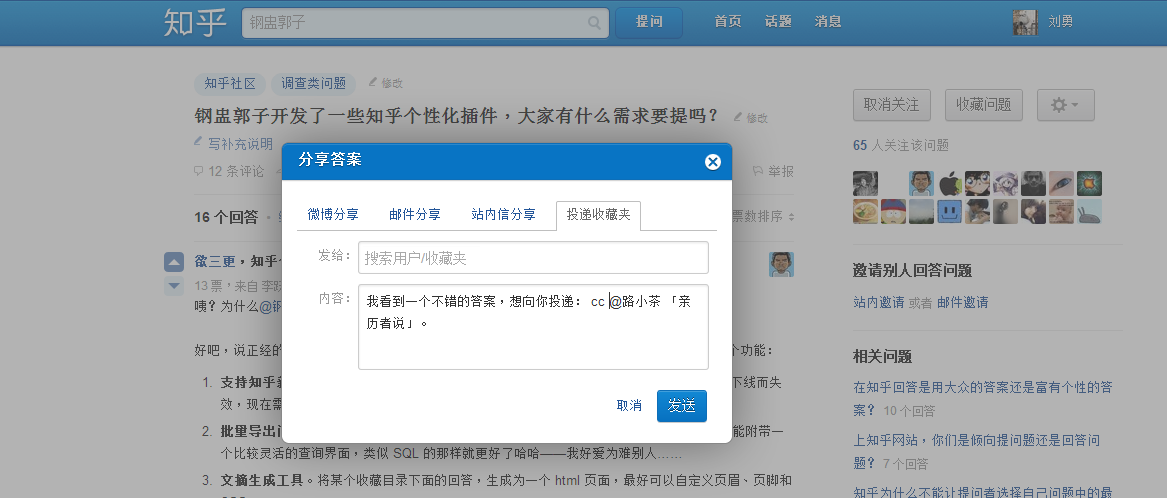 知乎
钢蛊郭子
提问
首页
话题
消息
刘勇
知乎社区
调查类问题
修改
钢蛊郭子开发了一些知乎个性化插件，大家有什么需求要提吗？
修改
写补充说明
12 条评论
举报
取消关注
收藏问题
65 人关注该问题
分享答案
微博分享
邮件分享
站内信分享
投递收藏夹
发给：
搜索用户/收藏夹
内容：
我看到一个不错的答案，想向你投递： cc @路小茶 「亲
历者说」。
取消
发送
16 个回答
票数排序
欲三更，知乎
13 票，来自
咦？为什么@
好吧，说正经的
个功能：
1. 支持知乎
下线而失
效，现在需
2. 批量导出
能附带一
个比较灵活的查询界面，类似 SQL 的那样就更好了哈哈——我好爱为难别人……
3. 文摘生成工具。将某个收藏目录下面的回答，生成为一个 html 页面，最好可以自定义页眉、页脚和
邀请别人回答问题
站内邀请 或者 邮件邀请
相关问题
在知乎回答是用大众的答案还是富有个性的答
案？ 10 个回答
上知乎网站，你们是倾向提问题还是回答问
题？ 7 个回答
知乎为什么不能让提问者选择自己问题中的最